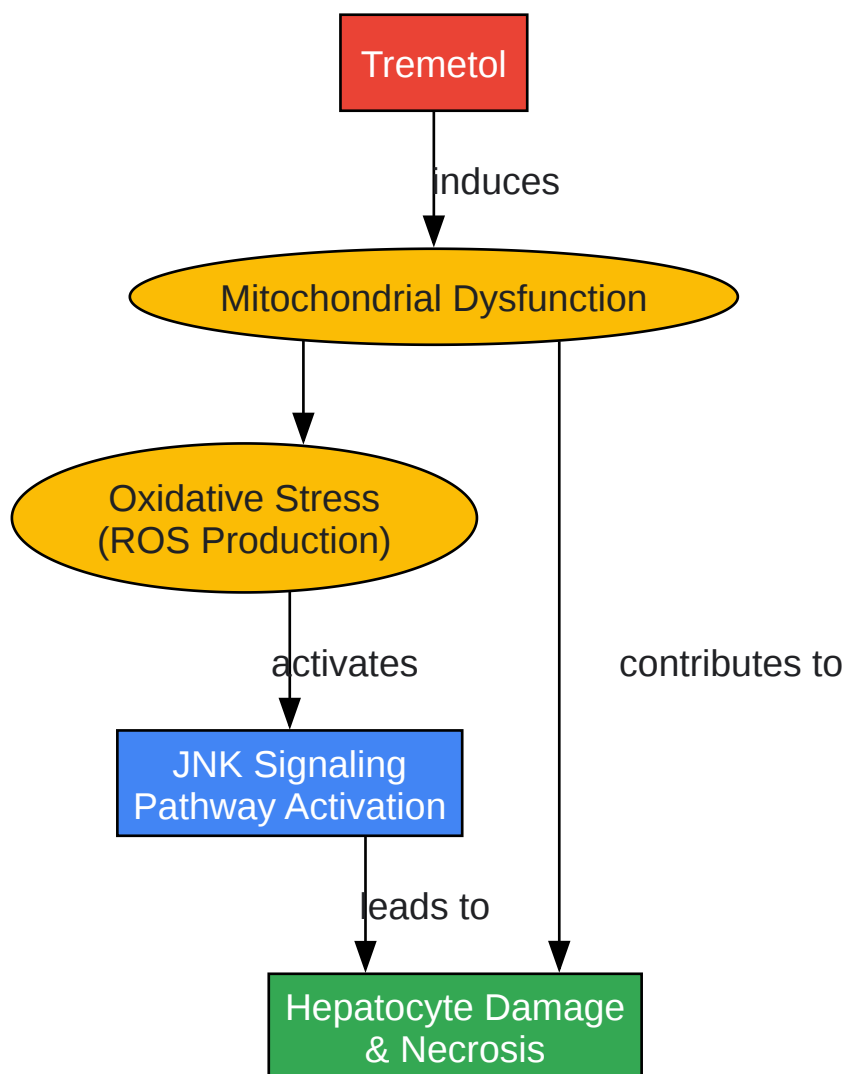 Tremetol
induces
Mitochondrial Dysfunction
Oxidative Stress
(ROS Production)
activates
contributes to
JNK Signaling
Pathway Activation
leads to
Hepatocyte Damage
& Necrosis